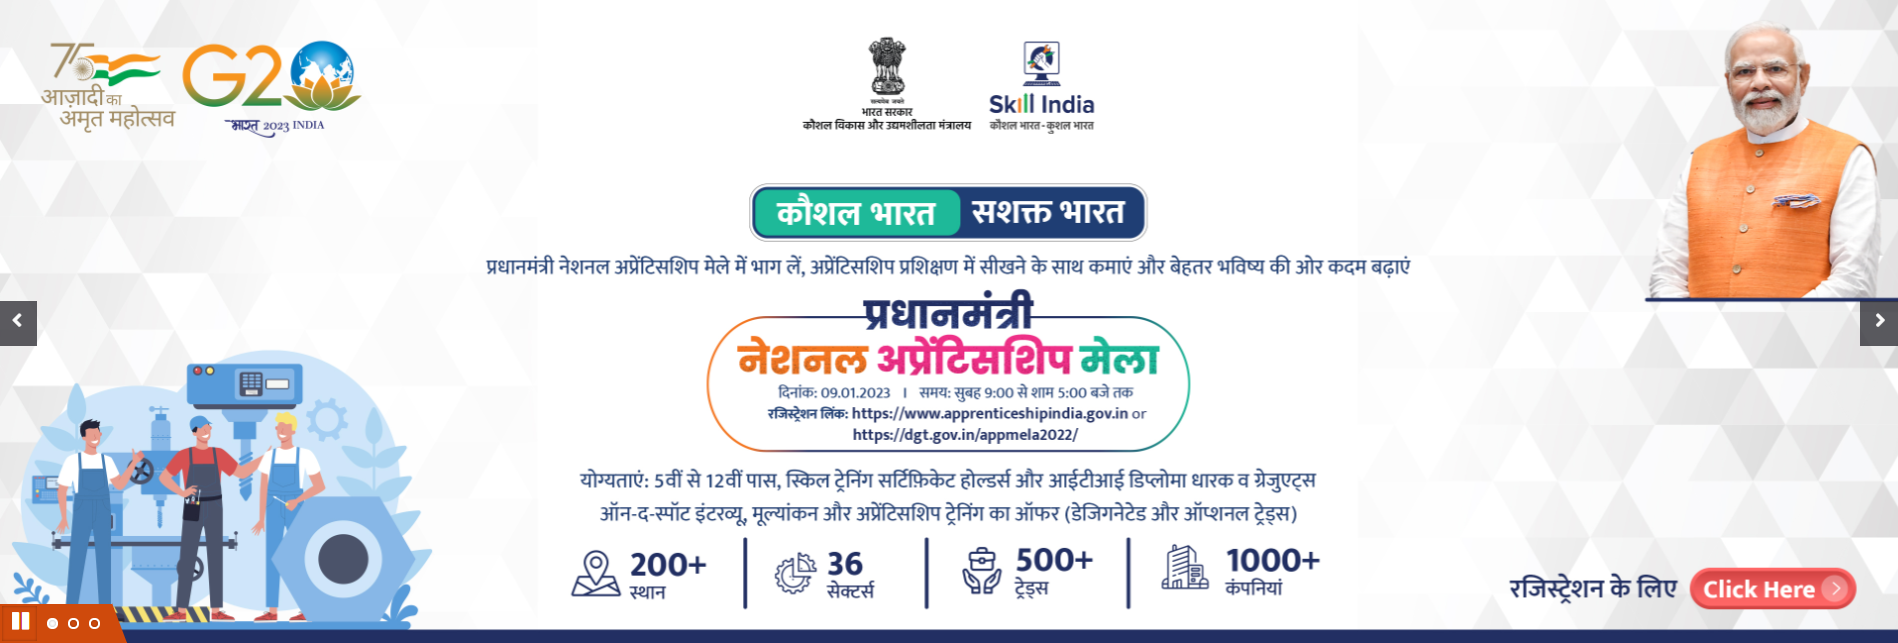 75
आज़ादी का
अमृत महोत्सव
G20
भारत 2023 INDIA
सत्यमेव जयते
भारत सरकार
कौशल विकास और उद्यमशीलता मंत्रालय
Skill India
कौशल भारत - कुशल भारत
कौशल भारत सशक्त भारत
प्रधानमंत्री नेशनल अप्रेंटिसशिप मेले में भाग लें, अप्रेंटिसशिप प्रशिक्षण में सीखने के साथ कमाएं और बेहतर भविष्य की ओर कदम बढ़ाएं
प्रधानमंत्री
नेशनल अप्रेंटिसशिप मेला
दिनांक: 09.01.2023 । समय: सुबह 9:00 से शाम 5:00 बजे तक
रजिस्ट्रेशन लिंक: https://www.apprenticeshipindia.gov.in or
https://dgt.gov.in/appmela2022/
योग्यताएं: 5वीं से 12वीं पास, स्किल ट्रेनिंग सर्टिफ़िकेट होल्डर्स और आईटीआई डिप्लोमा धारक व ग्रेजुएट्स
ऑन-द-स्पॉट इंटरव्यू, मूल्यांकन और अप्रेंटिसशिप ट्रेनिंग का ऑफर (डेजिगनेटेड और ऑप्शनल ट्रेड्स)
200+
स्थान
36
सेक्टर्स
500+
ट्रेड्स
1000+
कंपनियां
रजिस्ट्रेशन के लिए Click Here